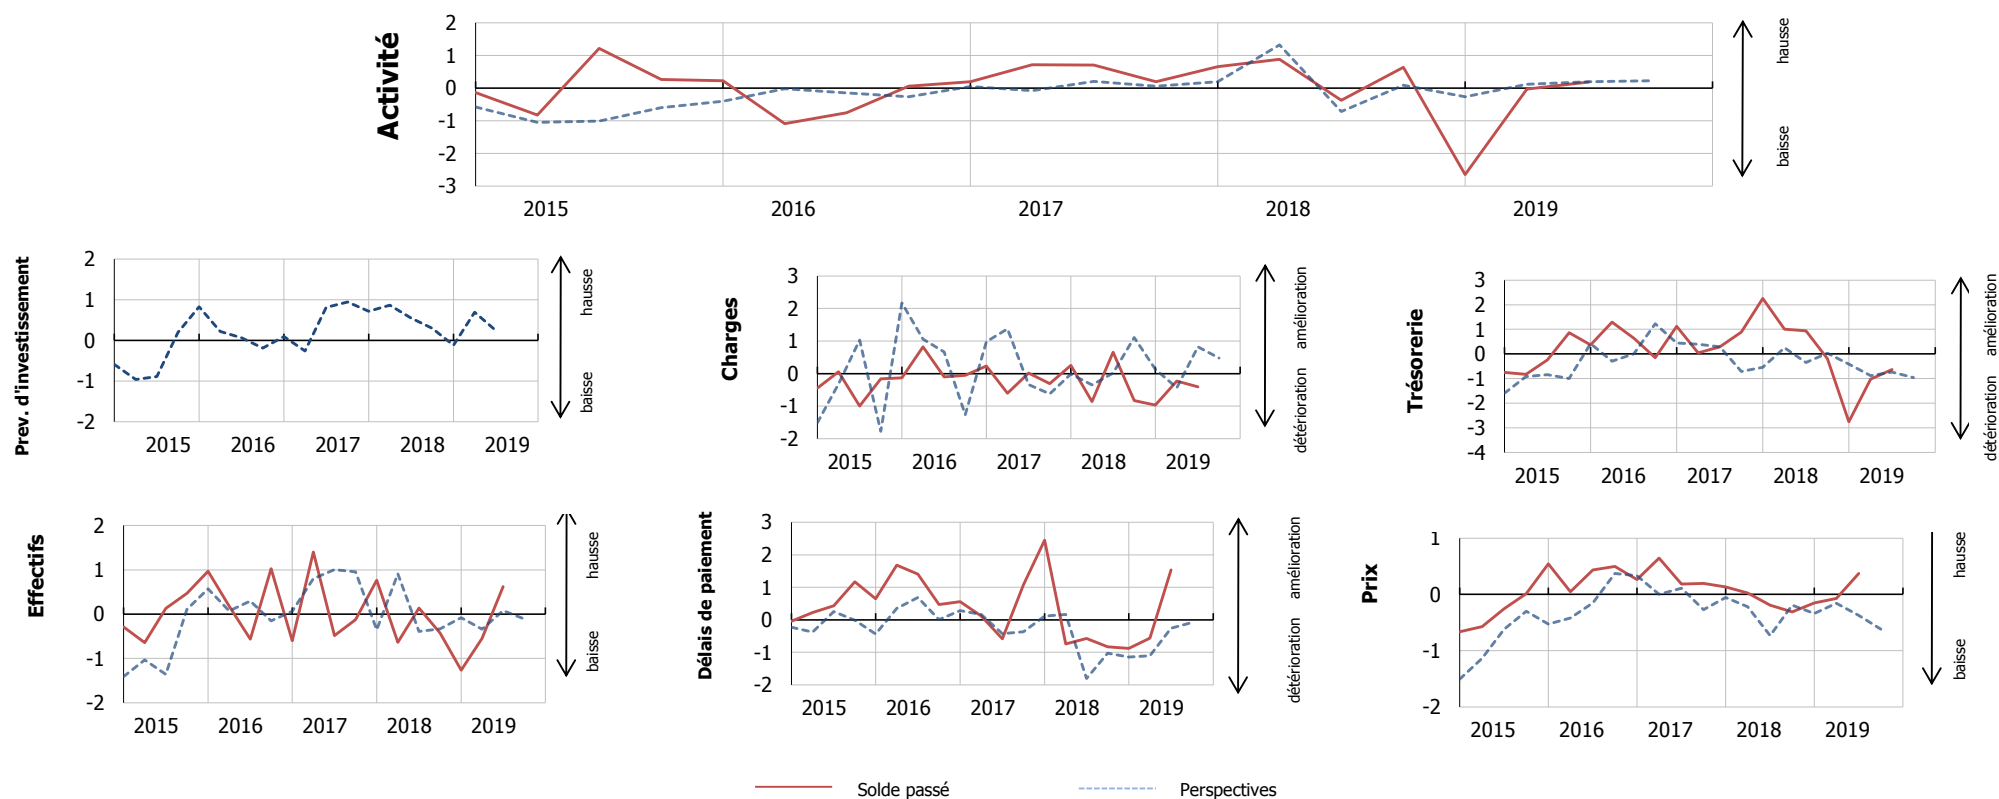 Activité
2
1
0
-1
-2
-3
2015 2016 2017 2018 2019
hausse
baisse
Prev. d'investissement
2
1
0
-1
-2
2015 2016 2017 2018 2019
hausse
baisse
Charges
3
2
1
0
-1
-2
2015 2016 2017 2018 2019
amélioration
détérioration
Trésorerie
3
2
1
0
-1
-2
-3
-4
2015 2016 2017 2018 2019
amélioration
détérioration
Effectifs
2
1
0
-1
-2
2015 2016 2017 2018 2019
hausse
baisse
Délais de paiement
3
2
1
0
-1
-2
2015 2016 2017 2018 2019
amélioration
détérioration
Prix
1
0
-1
-2
2015 2016 2017 2018 2019
hausse
baisse
Solde passé Perspectives